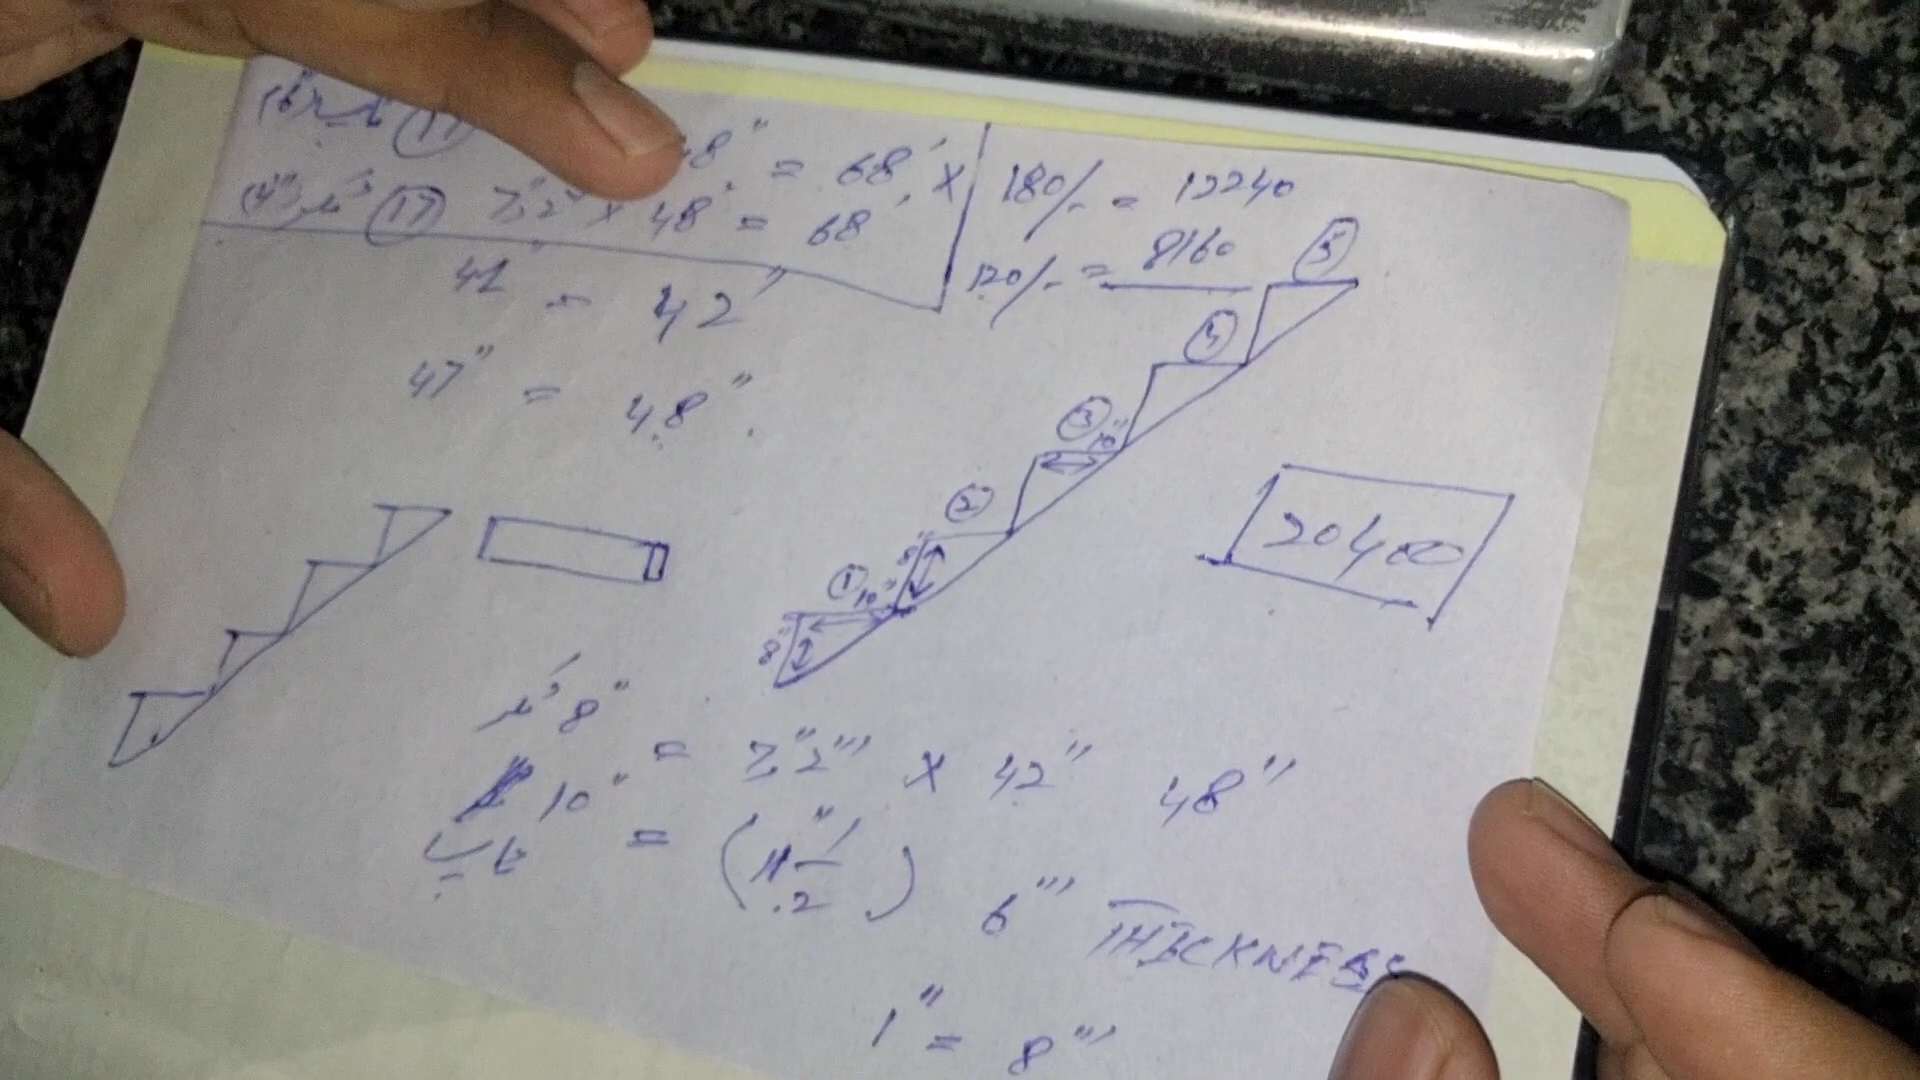 8" = 68' x 180/- = 12240
(17) 7"2''' x 48" = 68' 120/- = 8160
41" = 42"
47" = 48"
5
4
3 10"
2
8"
1 10"
8"
20400
8" = 7"2''' x 42" 48"
10" = (11" 1/2) 6''' THICKNESS
1" = 8'''